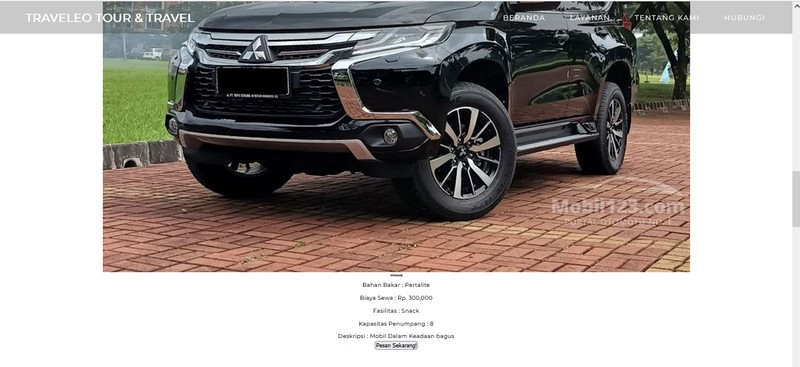 TRAVELEO TOUR & TRAVEL
BERANDA LAYANAN TENTANG KAMI HUBUNGI
Mobil123.com
Bahan Bakar : Pertalite
Biaya Sewa : Rp. 300,000
Fasilitas : Snack
Kapasitas Penumpang : 8
Deskripsi : Mobil Dalam Keadaan bagus
Pesan Sekarang!